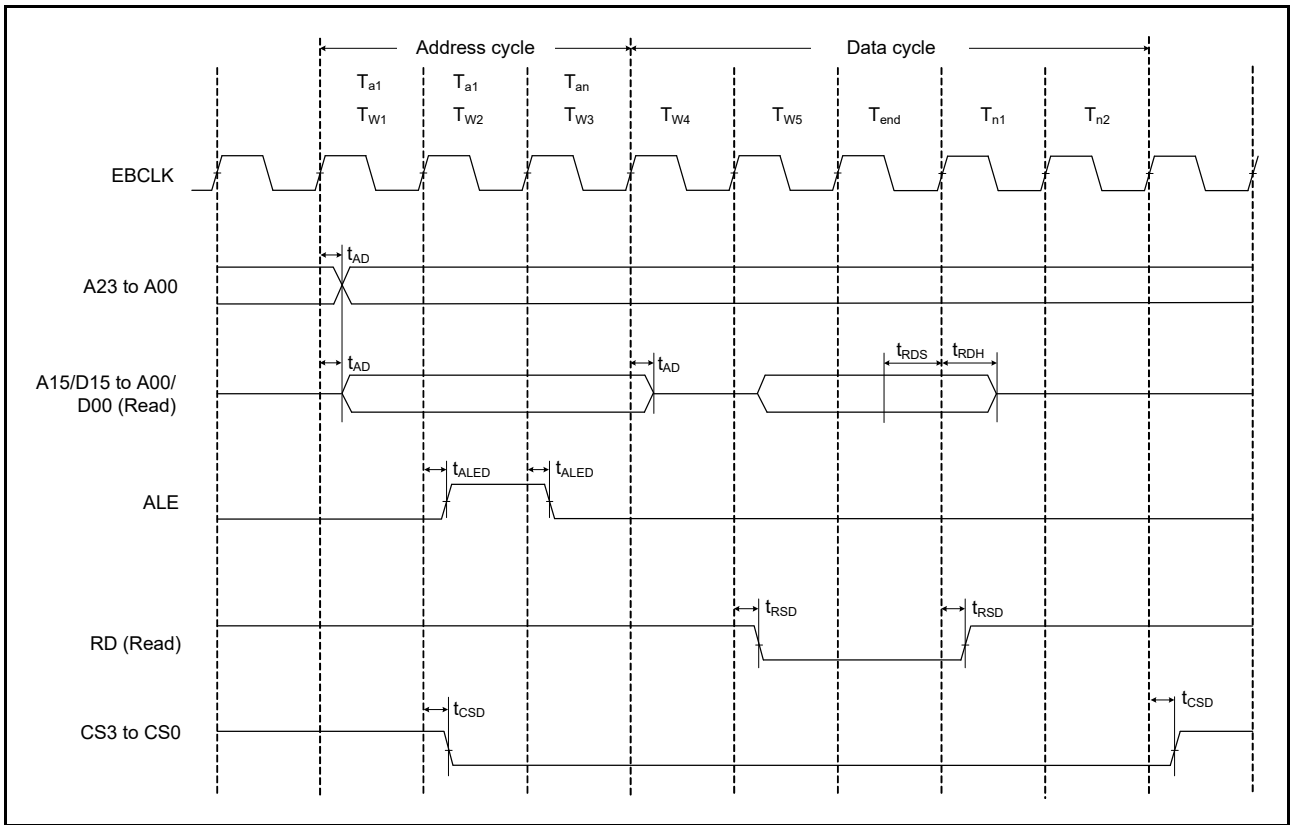 Address cycle Data cycle
Ta1 Ta1 Tan
TW1 TW2 TW3 TW4 TW5 Tend Tn1 Tn2
EBCLK
tAD
A23 to A00
tRDS tRDH
tAD tAD
A15/D15 to A00/
D00 (Read)
tALED tALED
ALE
tRSD tRSD
RD (Read)
tCSD tCSD
CS3 to CS0